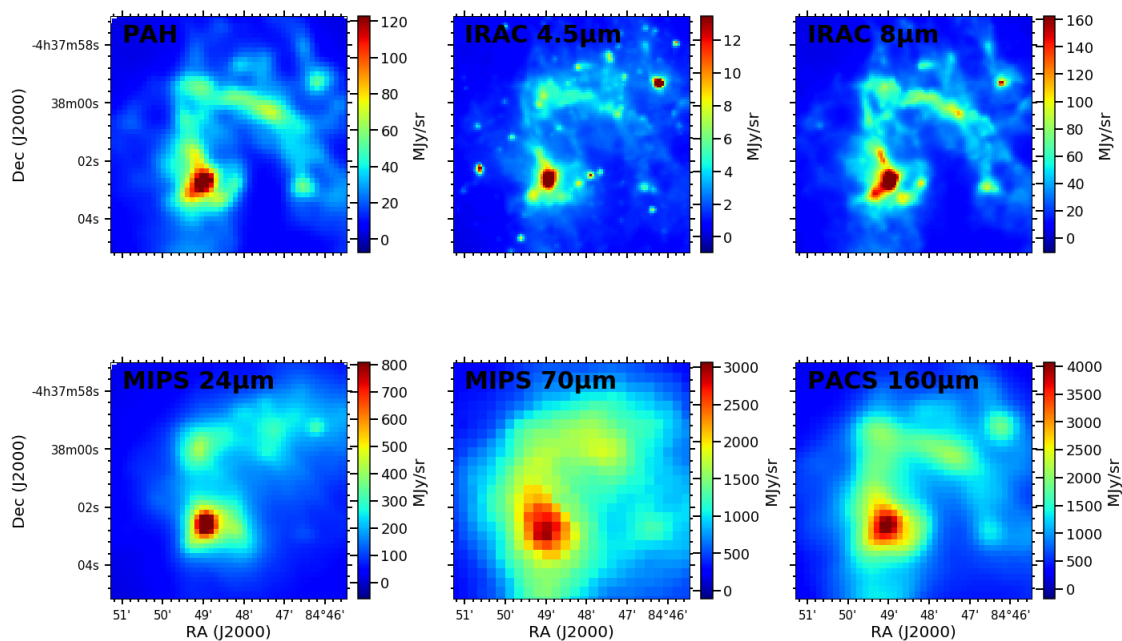 PAH
-4h37m58s
38m00s
02s
04s
Dec (J2000)
120
100
80
60
40
20
0
MJy/sr
IRAC 4.5μm
12
10
8
6
4
2
0
MJy/sr
IRAC 8μm
160
140
120
100
80
60
40
20
0
MJy/sr
MIPS 24μm
-4h37m58s
38m00s
02s
04s
Dec (J2000)
51'
50'
49
48
47'
84°46'
RA (J2000)
800
700
600
500
400
300
200
100
0
MJy/sr
MIPS 70μm
51'
50'
49
48
47'
84°46'
RA (J2000)
3000
2500
2000
1500
1000
500
0
MJy/sr
PACS 160μm
51'
50'
49
48
47'
84°46'
RA (J2000)
4000
3500
3000
2500
2000
1500
1000
500
0
MJy/sr